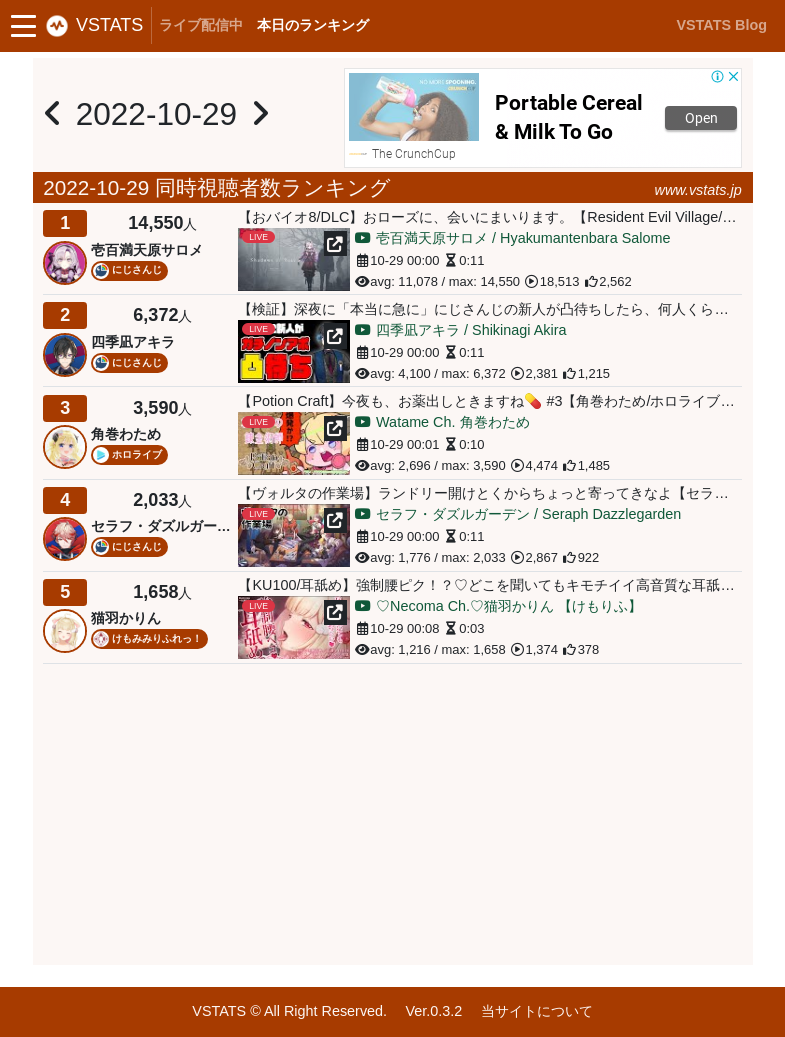 VSTATS ライブ配信中 本日のランキング VSTATS Blog
2022-10-29
NO MORE SPOONING.
CRUNCHCUP
Portable Cereal
& Milk To Go
Open
The CrunchCup
2022-10-29 同時視聴者数ランキング www.vstats.jp
1 14,550人
壱百満天原サロメ
にじさんじ
【おバイオ8/DLC】おローズに、会いにまいります。【Resident Evil Village/…
LIVE
壱百満天原サロメ / Hyakumantenbara Salome
10-29 00:00 0:11
avg: 11,078 / max: 14,550 18,513 2,562
2 6,372人
四季凪アキラ
にじさんじ
【検証】深夜に「本当に急に」にじさんじの新人が凸待ちしたら、何人くら…
LIVE
四季凪アキラ / Shikinagi Akira
10-29 00:00 0:11
avg: 4,100 / max: 6,372 2,381 1,215
3 3,590人
角巻わため
ホロライブ
【Potion Craft】今夜も、お薬出しときますね💊 #3【角巻わため/ホロライブ…
LIVE
Watame Ch. 角巻わため
10-29 00:01 0:10
avg: 2,696 / max: 3,590 4,474 1,485
4 2,033人
セラフ・ダズルガー…
にじさんじ
【ヴォルタの作業場】ランドリー開けとくからちょっと寄ってきなよ【セラ…
LIVE
作業場
セラフ・ダズルガーデン / Seraph Dazzlegarden
10-29 00:00 0:11
avg: 1,776 / max: 2,033 2,867 922
5 1,658人
猫羽かりん
けもみみりふれっ！
【KU100/耳舐め】強制腰ピク！？♡どこを聞いてもキモチイイ高音質な耳舐…
LIVE
♡Necoma Ch.♡猫羽かりん 【けもりふ】
10-29 00:08 0:03
avg: 1,216 / max: 1,658 1,374 378
VSTATS © All Right Reserved. Ver.0.3.2 当サイトについて